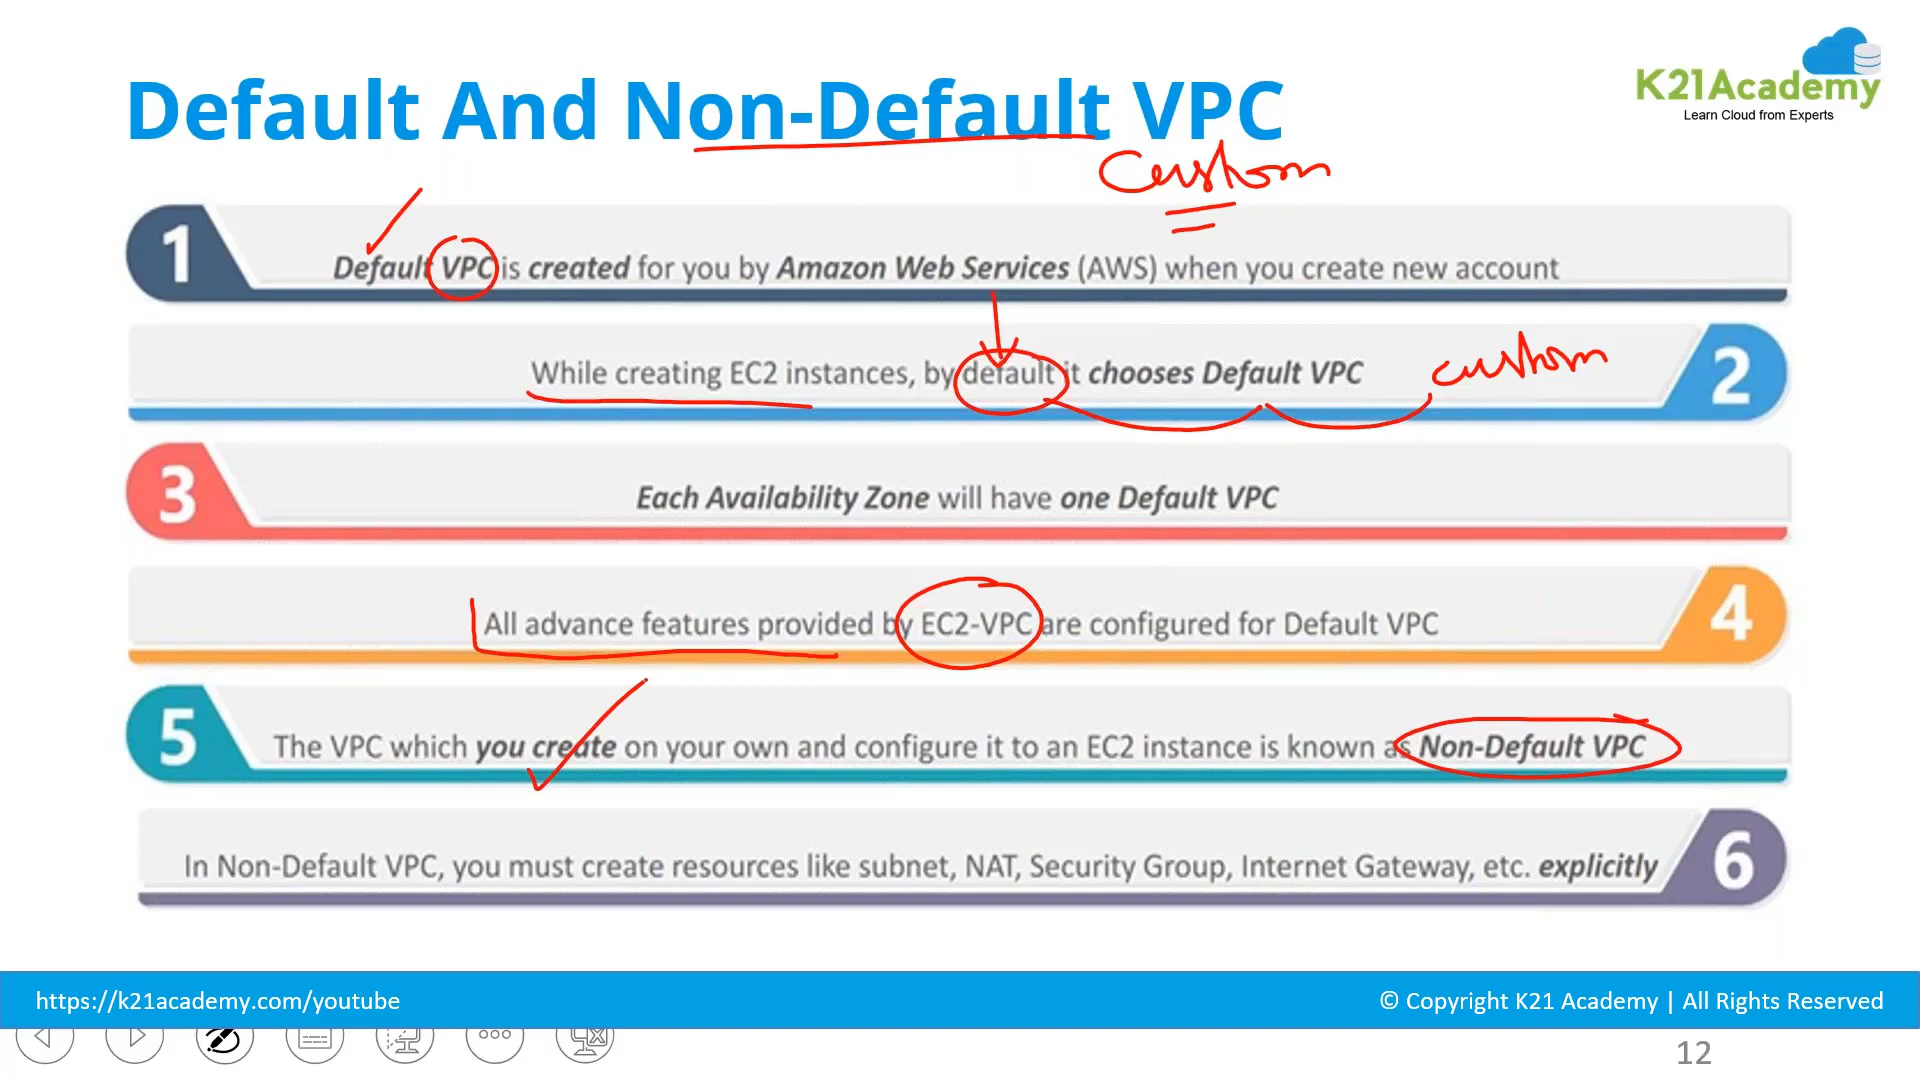 Default And Non-Default VPC
K21Academy
Learn Cloud from Experts
custom
1
Default VPC is created for you by Amazon Web Services (AWS) when you create new account
While creating EC2 instances, by default it chooses Default VPC
custom
2
3
Each Availability Zone will have one Default VPC
All advance features provided by EC2-VPC are configured for Default VPC
4
5
The VPC which you create on your own and configure it to an EC2 instance is known as Non-Default VPC
In Non-Default VPC, you must create resources like subnet, NAT, Security Group, Internet Gateway, etc. explicitly
6
https://k21academy.com/youtube
© Copyright K21 Academy | All Rights Reserved
12